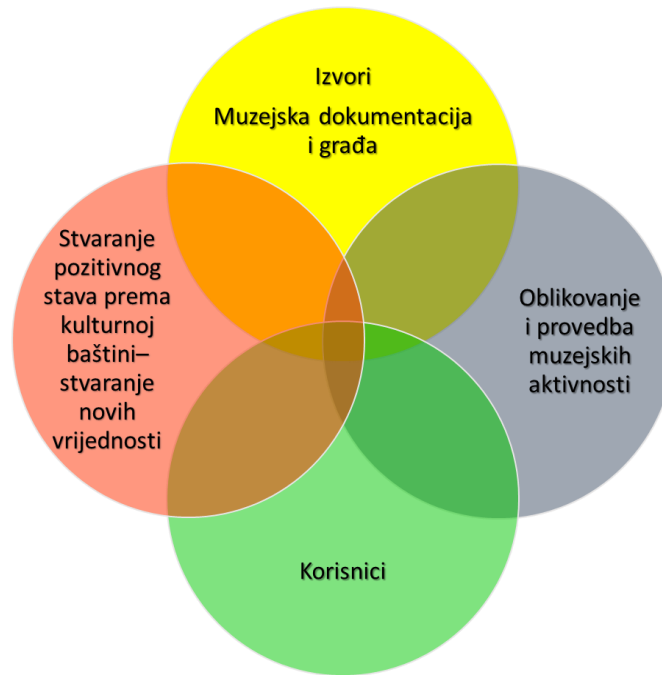 Izvori
Muzejska dokumentacija
i građa
Stvaranje
pozitivnog
stava prema
kulturnoj
baštini–
stvaranje
novih
vrijednosti
Oblikovanje
i provedba
muzejskih
aktivnosti
Korisnici